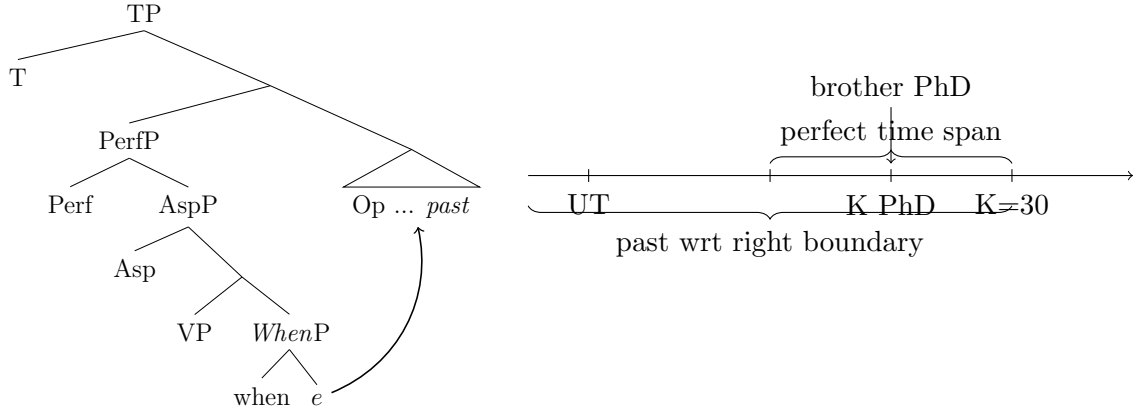 TP
T
PerfP
Perf AspP
Op ... past
Asp
VP WhenP
when e
brother PhD
perfect time span
UT K PhD K=30
past wrt right boundary